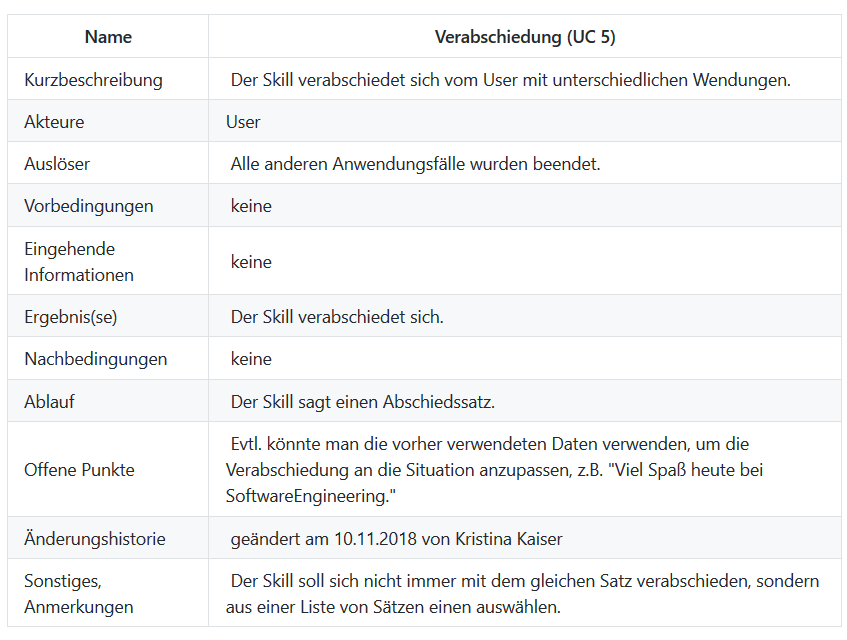 Name Verabschiedung (UC 5)
Kurzbeschreibung Der Skill verabschiedet sich vom User mit unterschiedlichen Wendungen.
Akteure User
Auslöser Alle anderen Anwendungsfälle wurden beendet.
Vorbedingungen keine
Eingehende
Informationen keine
Ergebnis(se) Der Skill verabschiedet sich.
Nachbedingungen keine
Ablauf Der Skill sagt einen Abschiedssatz.
Offene Punkte Evtl. könnte man die vorher verwendeten Daten verwenden, um die
Verabschiedung an die Situation anzupassen, z.B. "Viel Spaß heute bei
SoftwareEngineering."
Änderungshistorie geändert am 10.11.2018 von Kristina Kaiser
Sonstiges, Der Skill soll sich nicht immer mit dem gleichen Satz verabschieden, sondern
Anmerkungen aus einer Liste von Sätzen einen auswählen.